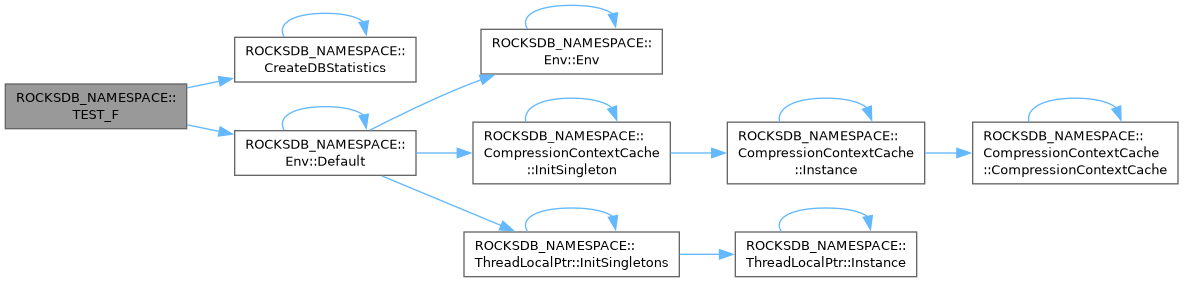 ROCKSDB_NAMESPACE::
TEST_F
ROCKSDB_NAMESPACE::
CreateDBStatistics
ROCKSDB_NAMESPACE::
Env::Default
ROCKSDB_NAMESPACE::
Env::Env
ROCKSDB_NAMESPACE::
CompressionContextCache
::InitSingleton
ROCKSDB_NAMESPACE::
CompressionContextCache
::Instance
ROCKSDB_NAMESPACE::
CompressionContextCache
::CompressionContextCache
ROCKSDB_NAMESPACE::
ThreadLocalPtr::InitSingletons
ROCKSDB_NAMESPACE::
ThreadLocalPtr::Instance